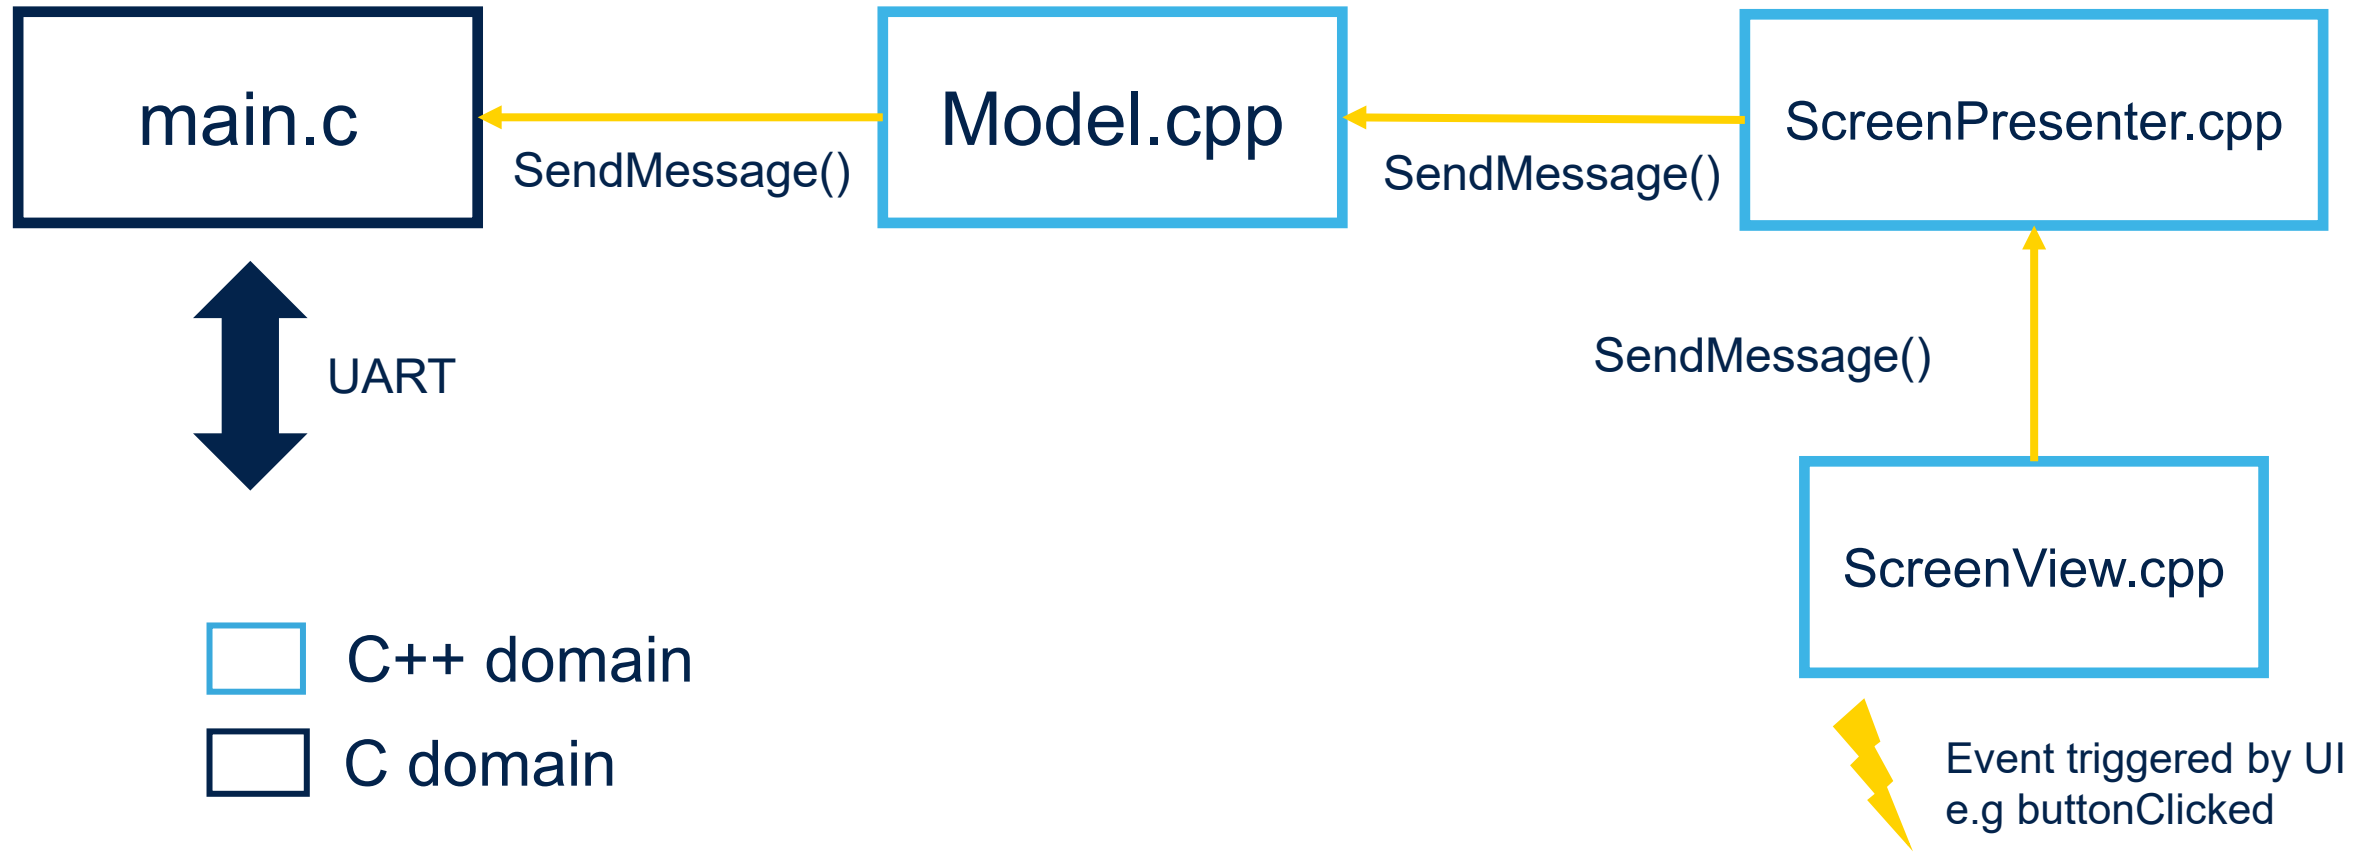 main.c
Model.cpp
ScreenPresenter.cpp
SendMessage()
SendMessage()
UART
SendMessage()
ScreenView.cpp
C++ domain
C domain
Event triggered by UI
e.g buttonClicked